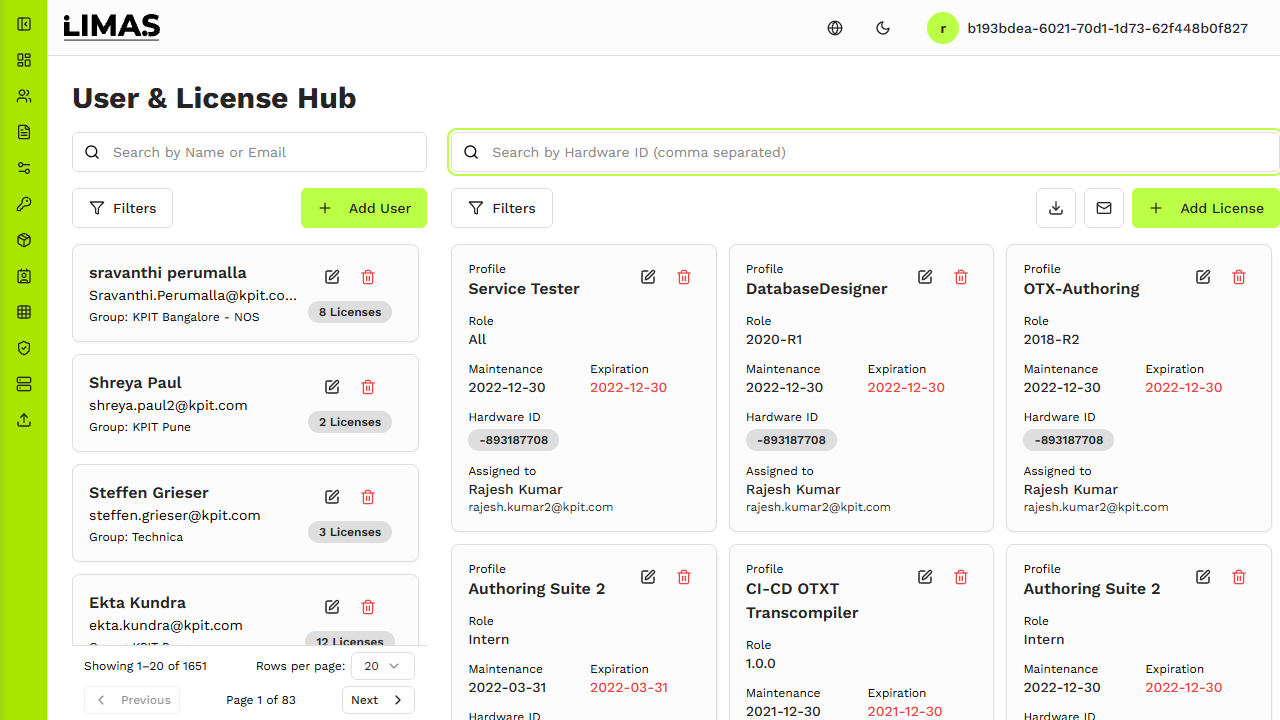 LIMAS
r
b193bdea-6021-70d1-1d73-62f448b0f827
User & License Hub
Search by Name or Email
Search by Hardware ID (comma separated)
Filters
Add User
Filters
Add License
sravanthi perumalla
Sravanthi.Perumalla@kpit.co...
Group: KPIT Bangalore - NOS
8 Licenses
Shreya Paul
shreya.paul2@kpit.com
Group: KPIT Pune
2 Licenses
Steffen Grieser
steffen.grieser@kpit.com
Group: Technica
3 Licenses
Ekta Kundra
ekta.kundra@kpit.com
12 Licenses
Showing 1–20 of 1651
Rows per page:
20
Previous
Page 1 of 83
Next
Profile
Service Tester
Role
All
Maintenance
Expiration
2022-12-30
2022-12-30
Hardware ID
-893187708
Assigned to
Rajesh Kumar
rajesh.kumar2@kpit.com
Profile
DatabaseDesigner
Role
2020-R1
Maintenance
Expiration
2022-12-30
2022-12-30
Hardware ID
-893187708
Assigned to
Rajesh Kumar
rajesh.kumar2@kpit.com
Profile
OTX-Authoring
Role
2018-R2
Maintenance
Expiration
2022-12-30
2022-12-30
Hardware ID
-893187708
Assigned to
Rajesh Kumar
rajesh.kumar2@kpit.com
Profile
Authoring Suite 2
Role
Intern
Maintenance
Expiration
2022-03-31
2022-03-31
Hardware ID
Profile
CI-CD OTXT
Transcompiler
Role
1.0.0
Maintenance
Expiration
2021-12-30
2021-12-30
Profile
Authoring Suite 2
Role
Intern
Maintenance
Expiration
2022-12-30
2022-12-30
Hardware ID